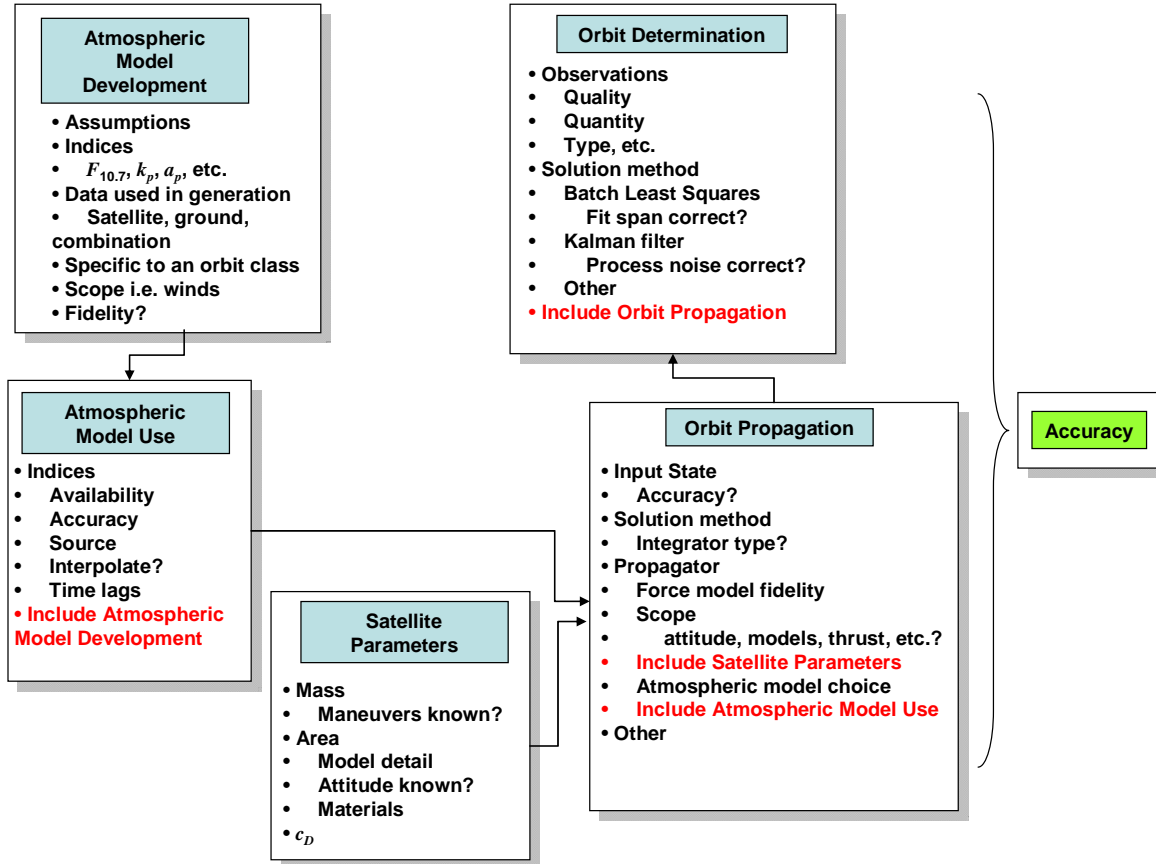 Atmospheric
Model
Development
• Assumptions
• Indices
• F10.7, kp, ap, etc.
• Data used in generation
• Satellite, ground,
combination
• Specific to an orbit class
• Scope i.e. winds
• Fidelity?
Orbit Determination
• Observations
• Quality
• Quantity
• Type, etc.
• Solution method
• Batch Least Squares
• Fit span correct?
• Kalman filter
• Process noise correct?
• Other
• Include Orbit Propagation
Atmospheric
Model Use
• Indices
• Availability
• Accuracy
• Source
• Interpolate?
• Time lags
• Include Atmospheric
Model Development
Satellite
Parameters
• Mass
• Maneuvers known?
• Area
• Model detail
• Attitude known?
• Materials
• cD
Orbit Propagation
• Input State
• Accuracy?
• Solution method
• Integrator type?
• Propagator
• Force model fidelity
• Scope
• attitude, models, thrust, etc.?
• Include Satellite Parameters
• Atmospheric model choice
• Include Atmospheric Model Use
• Other
Accuracy